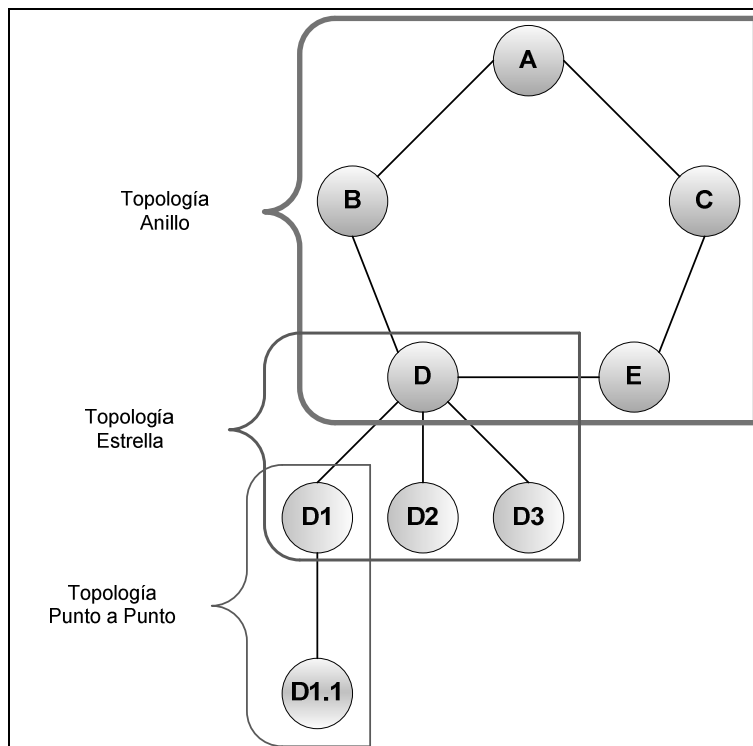 A
B
C
Topología
Anillo
D
E
Topología
Estrella
D1
D2
D3
Topología
Punto a Punto
D1.1